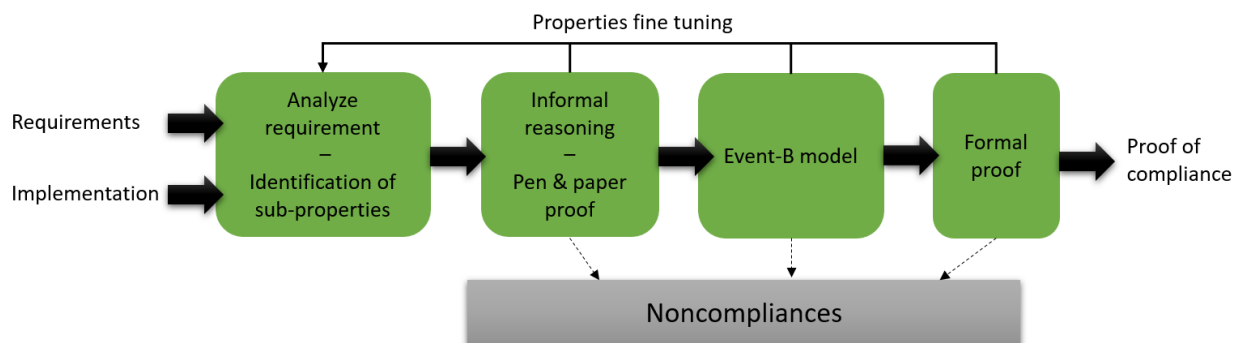 Properties fine tuning
Requirements
Implementation
Analyze
requirement
–
Identification of
sub-properties
Informal
reasoning
–
Pen & paper
proof
Event-B model
Formal
proof
Proof of
compliance
Noncompliances